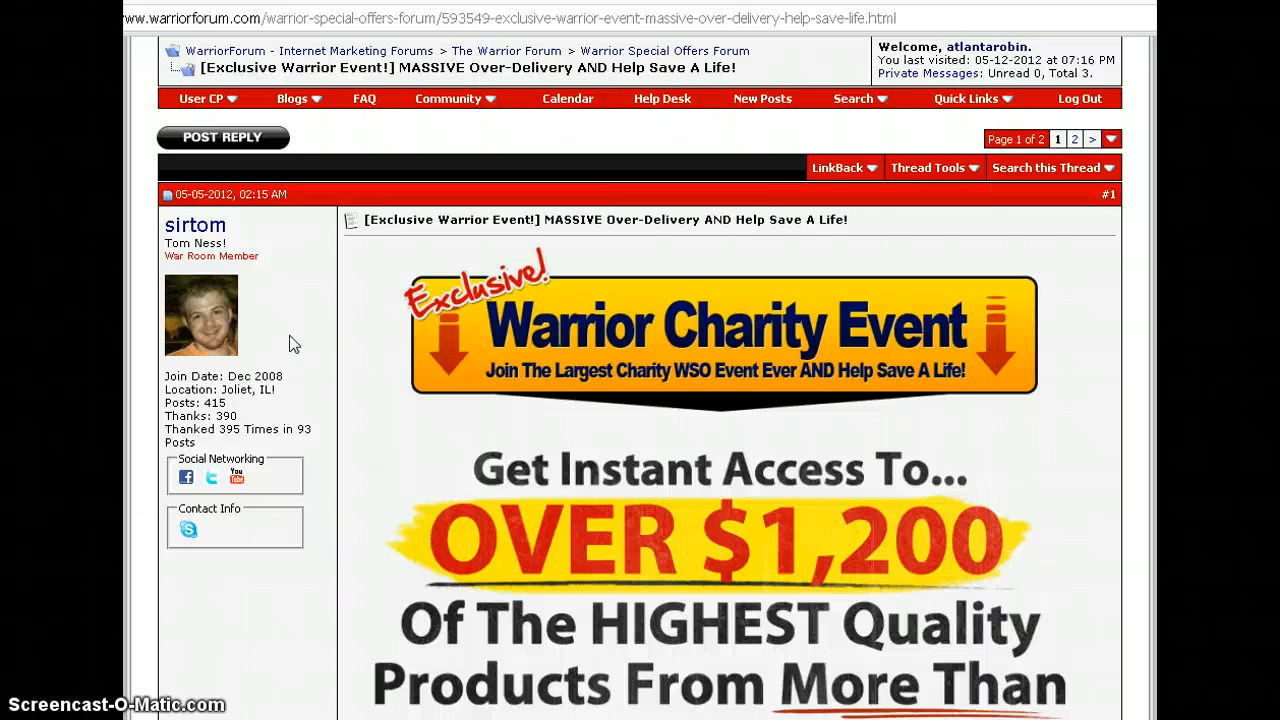 www.warriorforum.com/warrior-special-offers-forum/593549-exclusive-warrior-event-massive-over-delivery-help-save-life.html
WarriorForum - Internet Marketing Forums > The Warrior Forum > Warrior Special Offers Forum
[Exclusive Warrior Event!] MASSIVE Over-Delivery AND Help Save A Life!
Welcome, atlantarobin.
You last visited: 05-12-2012 at 07:16 PM
Private Messages: Unread 0, Total 3.
User CP Blogs FAQ Community Calendar Help Desk New Posts Search Quick Links Log Out
POST REPLY
Page 1 of 2 1 2 >
LinkBack Thread Tools Search this Thread
05-05-2012, 02:15 AM #1
sirtom
Tom Ness!
War Room Member
Join Date: Dec 2008
Location: Joliet, IL!
Posts: 415
Thanks: 390
Thanked 395 Times in 93
Posts
Social Networking
You
Tube
Contact Info
[Exclusive Warrior Event!] MASSIVE Over-Delivery AND Help Save A Life!
Exclusive!
Warrior Charity Event
Join The Largest Charity WSO Event Ever AND Help Save A Life!
Get Instant Access To...
OVER $1,200
Of The HIGHEST Quality
Products From More Than
Screencast-O-Matic.com